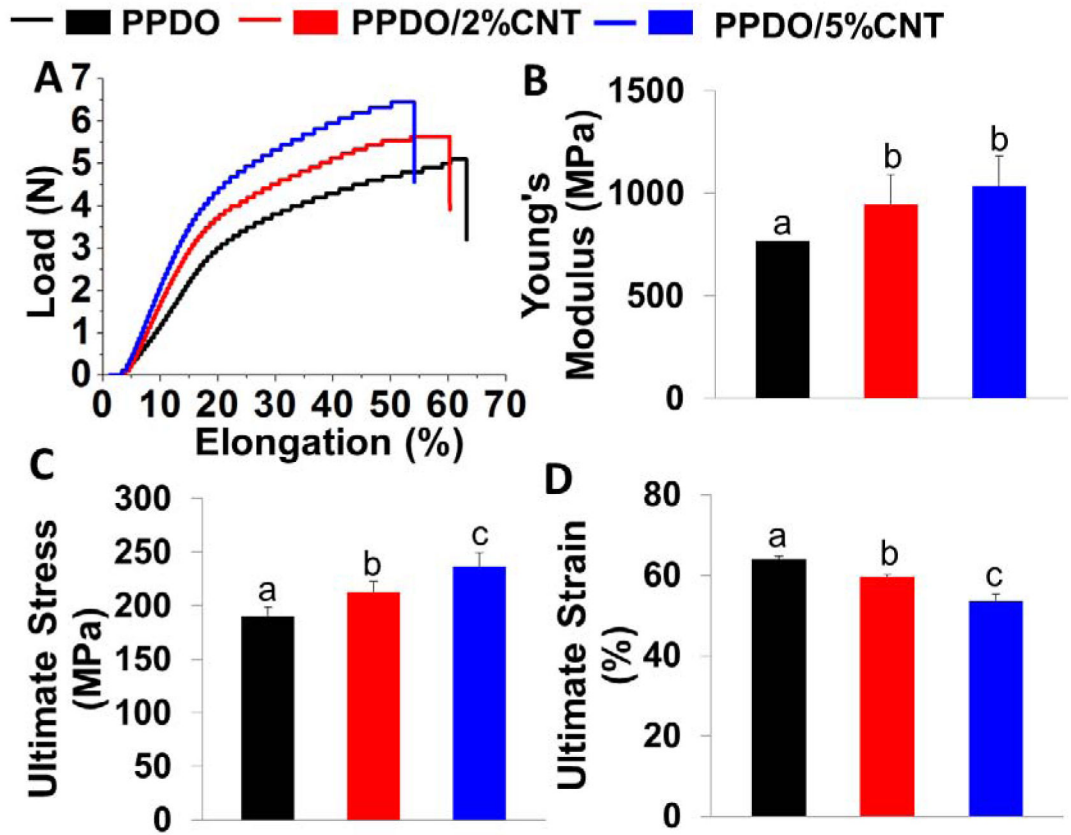 PPDO PPDO/2%CNT PPDO/5%CNT
A
7
6
5
4
3
2
1
0
0 10 20 30 40 50 60 70
Load (N)
Elongation (%)
B
1500
1000
500
0
Young's
Modulus (MPa)
a b b
C
300
250
200
150
100
50
0
Ultimate Stress
(MPa)
a b c
D
80
60
40
20
0
Ultimate Strain
(%)
a b c